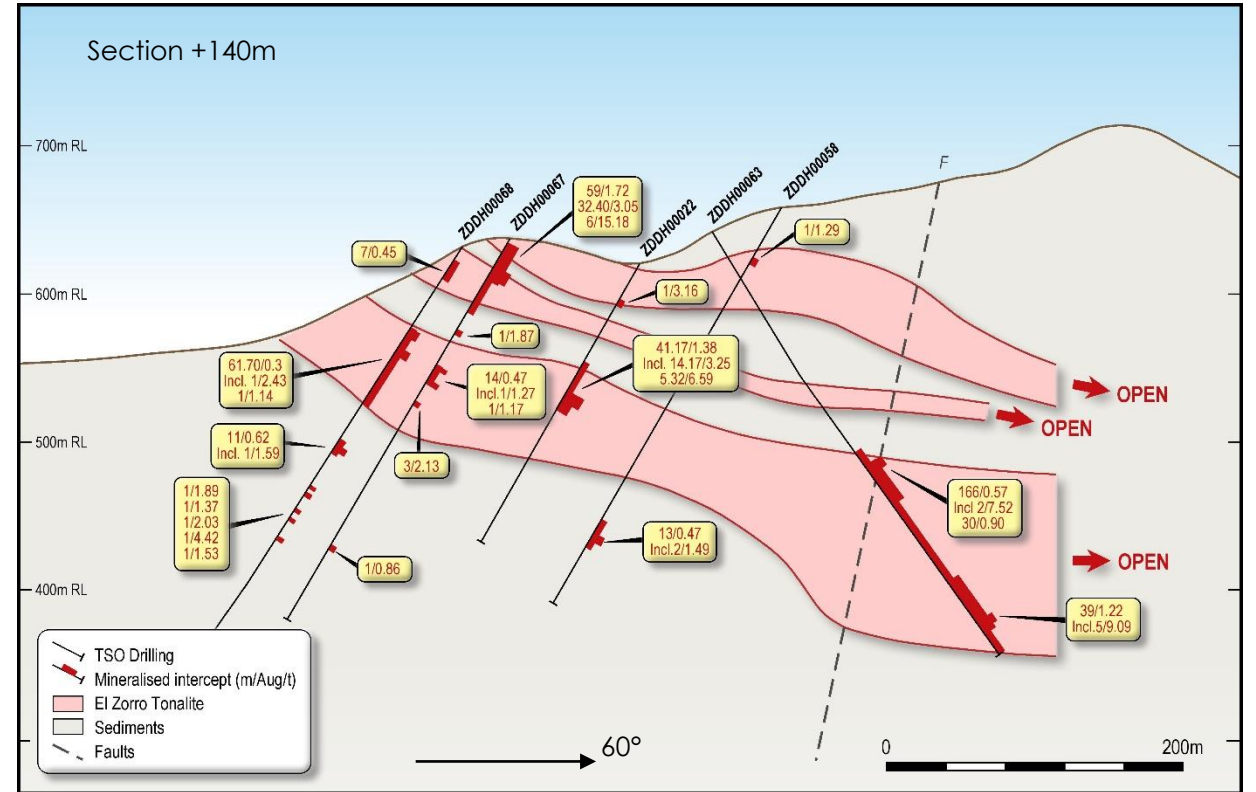 Section +140m
700m RL
600m RL
500m RL
400m RL
ZDDH00068
ZDDH00067
ZDDH00022
ZDDH00063
ZDDH00058
F
59/1.72
32.40/3.05
6/15.18
7/0.45
1/1.29
1/3.16
1/1.87
41.17/1.38
Incl. 14.17/3.25
5.32/6.59
61.70/0.3
Incl. 1/2.43
1/1.14
14/0.47
Incl.1/1.27
1/1.17
OPEN
OPEN
11/0.62
Incl. 1/1.59
3/2.13
166/0.57
Incl 2/7.52
30/0.90
1/1.89
1/1.37
1/2.03
1/4.42
1/1.53
13/0.47
Incl.2/1.49
1/0.86
OPEN
39/1.22
Incl.5/9.09
TSO Drilling
Mineralised intercept (m/Aug/t)
El Zorro Tonalite
Sediments
Faults
60°
0
200m